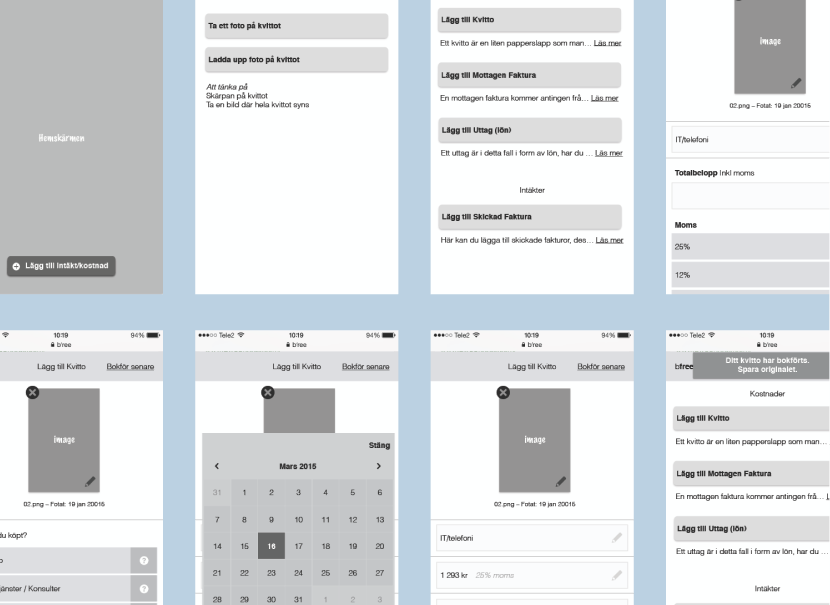 Hemskärmen
Lägg till intäkt/kostnad
Ta ett foto på kvittot
Ladda upp foto på kvittot
Att tänka på
Skärpan på kvittot
Ta en bild där hela kvittot syns
Lägg till Kvitto
Ett kvitto är en liten papperslapp som man... Läs mer
Lägg till Mottagen Faktura
En mottagen faktura kommer antingen frå... Läs mer
Lägg till Uttag (lön)
Ett uttag är i detta fall i form av lön, har du ... Läs mer
Intäkter
Lägg till Skickad Faktura
Här kan du lägga till skickade fakturor, des... Läs mer
image
02.png – Fotat: 19 jan 20015
IT/telefoni
Totalbelopp Inkl moms
Moms
25%
12%
10:19 94%
b'ree
Lägg till Kvitto Bokför senare
image
02.png – Fotat: 19 jan 20015
du köpt?
jänster / Konsulter
Tele2 10:19 94%
b'ree
Lägg till Kvitto Bokför senare
Stäng
Mars 2015
31 1 2 3 4 5 6
7 8 9 10 11 12 13
14 15 16 17 18 19 20
21 22 23 24 25 26 27
28 29 30 31 1 2 3
Tele2 10:19 94%
b'ree
Lägg till Kvitto Bokför senare
image
02.png – Fotat: 19 jan 20015
IT/telefoni
1 293 kr 25% moms
Tele2 10:19
b'ree
bfree
Ditt kvitto har bokförts.
Spara originalet.
Kostnader
Lägg till Kvitto
Ett kvitto är en liten papperslapp som man...
Lägg till Mottagen Faktura
En mottagen faktura kommer antingen frå...
Lägg till Uttag (lön)
Ett uttag är i detta fall i form av lön, har du ...
Intäkter